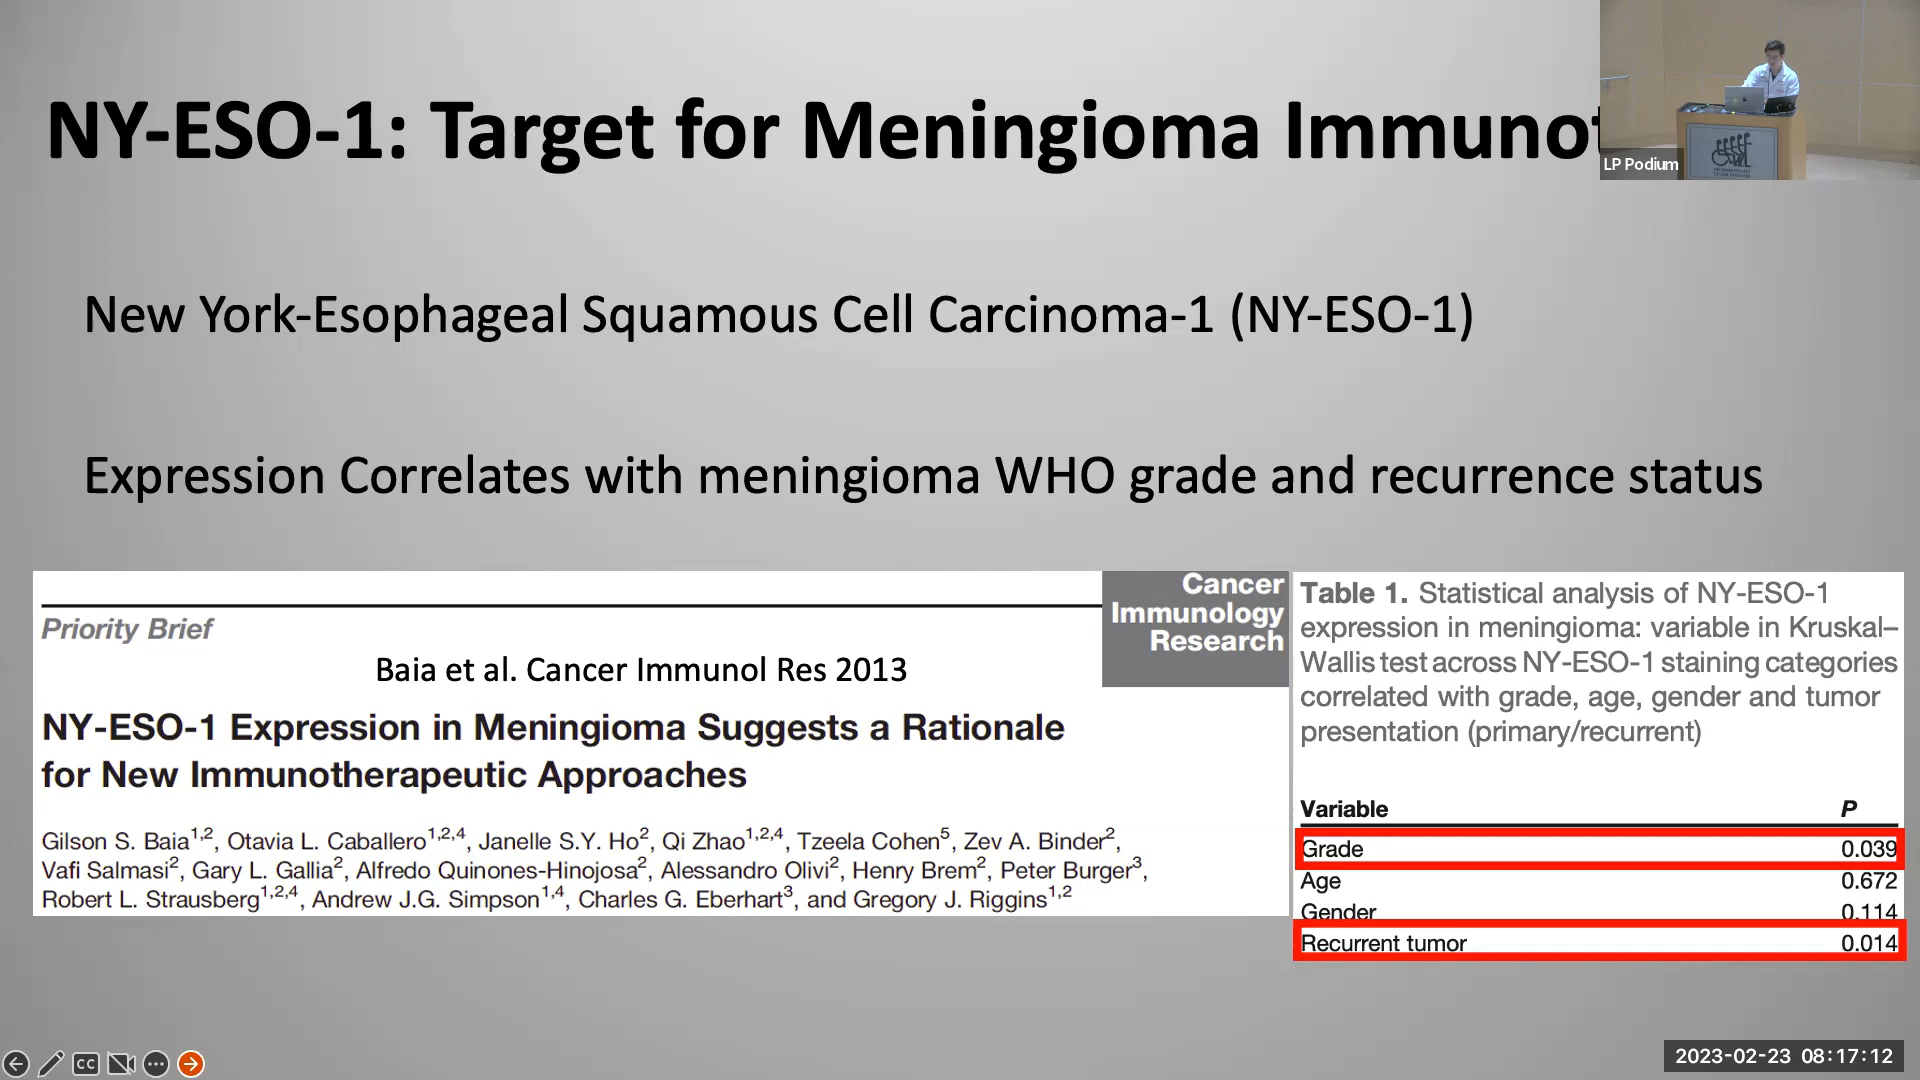 NY-ESO-1: Target for Meningioma Immunot
LP Podium
New York-Esophageal Squamous Cell Carcinoma-1 (NY-ESO-1)
Expression Correlates with meningioma WHO grade and recurrence status
Priority Brief
Cancer
Immunology
Research
Baia et al. Cancer Immunol Res 2013
NY-ESO-1 Expression in Meningioma Suggests a Rationale
for New Immunotherapeutic Approaches
Gilson S. Baia1,2, Otavia L. Caballero1,2,4, Janelle S.Y. Ho2, Qi Zhao1,2,4, Tzeela Cohen5, Zev A. Binder2,
Vafi Salmasi2, Gary L. Gallia2, Alfredo Quinones-Hinojosa2, Alessandro Olivi2, Henry Brem2, Peter Burger3,
Robert L. Strausberg1,2,4, Andrew J.G. Simpson1,4, Charles G. Eberhart3, and Gregory J. Riggins1,2
Table 1. Statistical analysis of NY-ESO-1
expression in meningioma: variable in Kruskal–
Wallis test across NY-ESO-1 staining categories
correlated with grade, age, gender and tumor
presentation (primary/recurrent)
Variable P
Grade 0.039
Age 0.672
Gender 0.114
Recurrent tumor 0.014
CC
2023-02-23 08:17:12